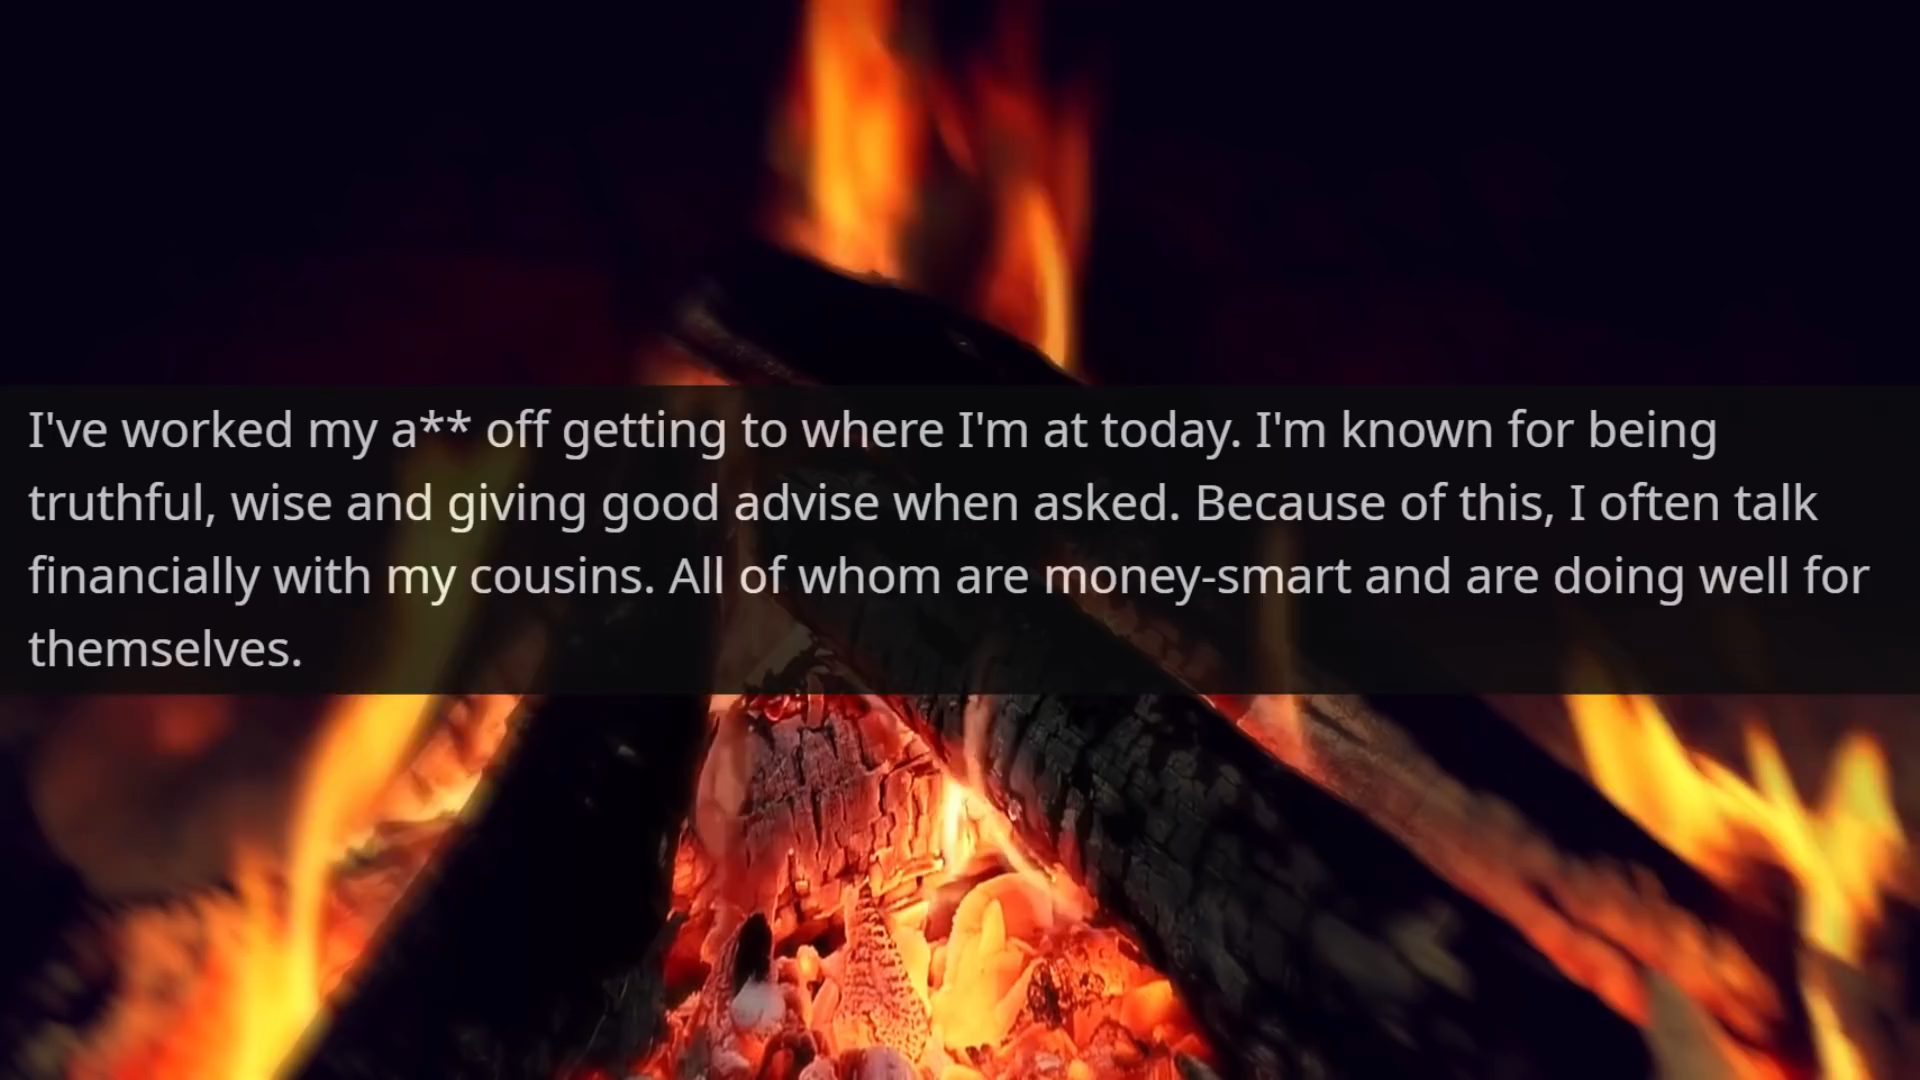 I've worked my a** off getting to where I'm at today. I'm known for being
truthful, wise and giving good advise when asked. Because of this, I often talk
financially with my cousins. All of whom are money-smart and are doing well for
themselves.